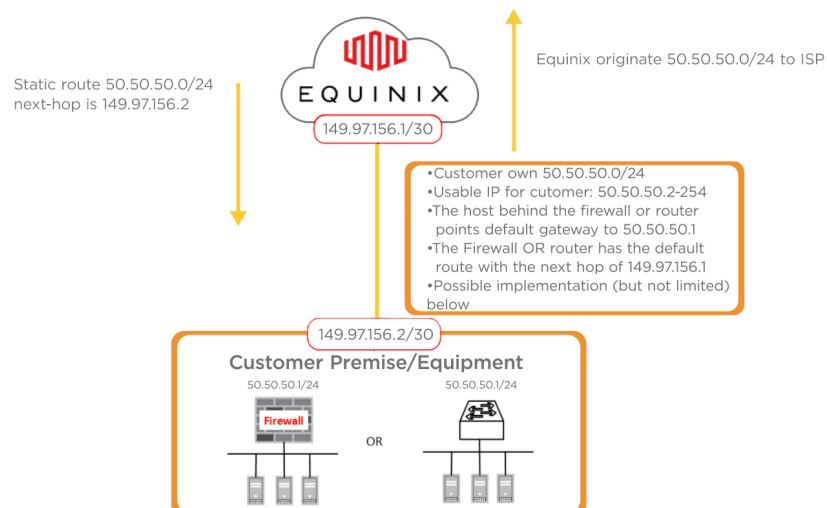 Equinix originate 50.50.50.0/24 to ISP
Static route 50.50.50.0/24
next-hop is 149.97.156.2
EQUINIX
149.97.156.1/30
•Customer own 50.50.50.0/24
•Usable IP for cutomer: 50.50.50.2-254
•The host behind the firewall or router
points default gateway to 50.50.50.1
•The Firewall OR router has the default
route with the next hop of 149.97.156.1
•Possible implementation (but not limited)
below
149.97.156.2/30
Customer Premise/Equipment
50.50.50.1/24
50.50.50.1/24
Firewall
OR